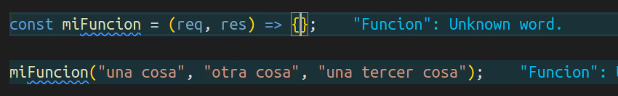 const miFuncion = (req, res) => {}; "Funcion": Unknown word.
miFuncion("una cosa", "otra cosa", "una tercer cosa"); "Funcion":